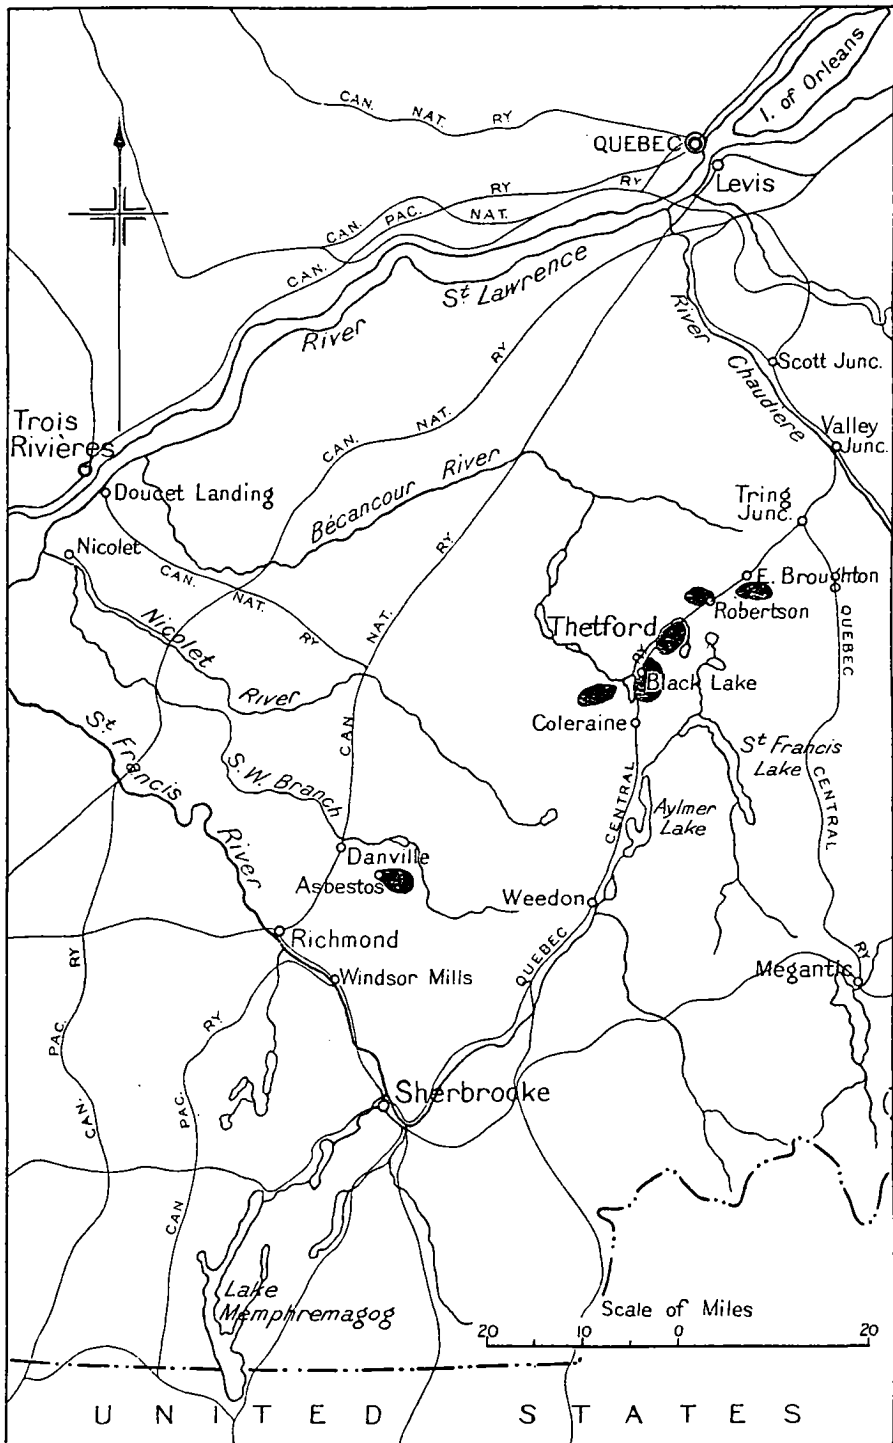 I. of Orleans
CAN. NAT. RY
QUEBEC
Levis
RY
CAN. PAC. RY
CAN. NAT. RY
St. Lawrence
River
River
Chaudière
Scott Junc.
CAN. NAT. RY
Trois
Rivières
Valley
Junc.
Doucet Landing
Bécancour River
Tring
Junc.
Nicolet
CAN. NAT. RY
CAN NAT. RY
E. Broughton
Robertson
Thetford
RY
Nicolet
River
Black Lake
QUEBEC
CENTRAL
RY
Coleraine
St. Francis
River
S.W. Branch
St Francis
Lake
CENTRAL
Aylmer
Lake
Danville
Asbestos
Weedon
Richmond
QUEBEC
Windsor Mills
Megantic
CAN. PAC. RY
CAN PAC. RY
Sherbrooke
Lake
Memphremagog
Scale of Miles
20 10 0 20
UNITED STATES